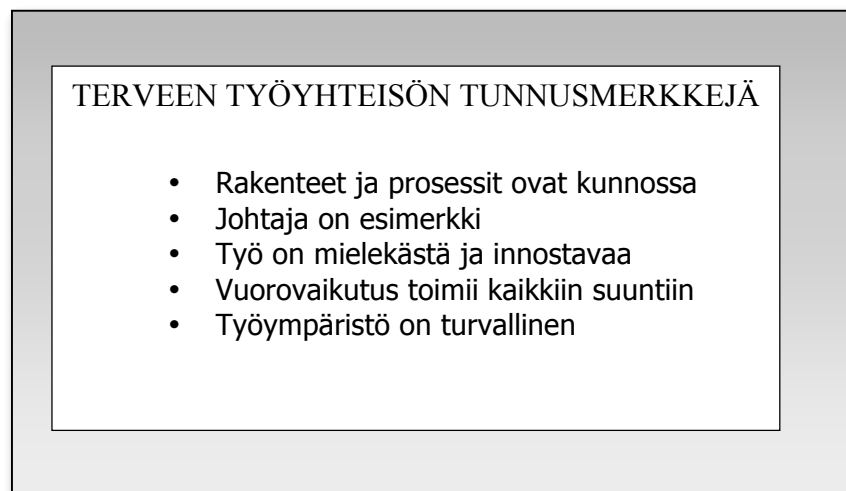 TERVEEN TYÖYHTEISÖN TUNNUSMERKKEJÄ
• Rakenteet ja prosessit ovat kunnossa
• Johtaja on esimerkki
• Työ on mielekästä ja innostavaa
• Vuorovaikutus toimii kaikkiin suuntiin
• Työympäristö on turvallinen